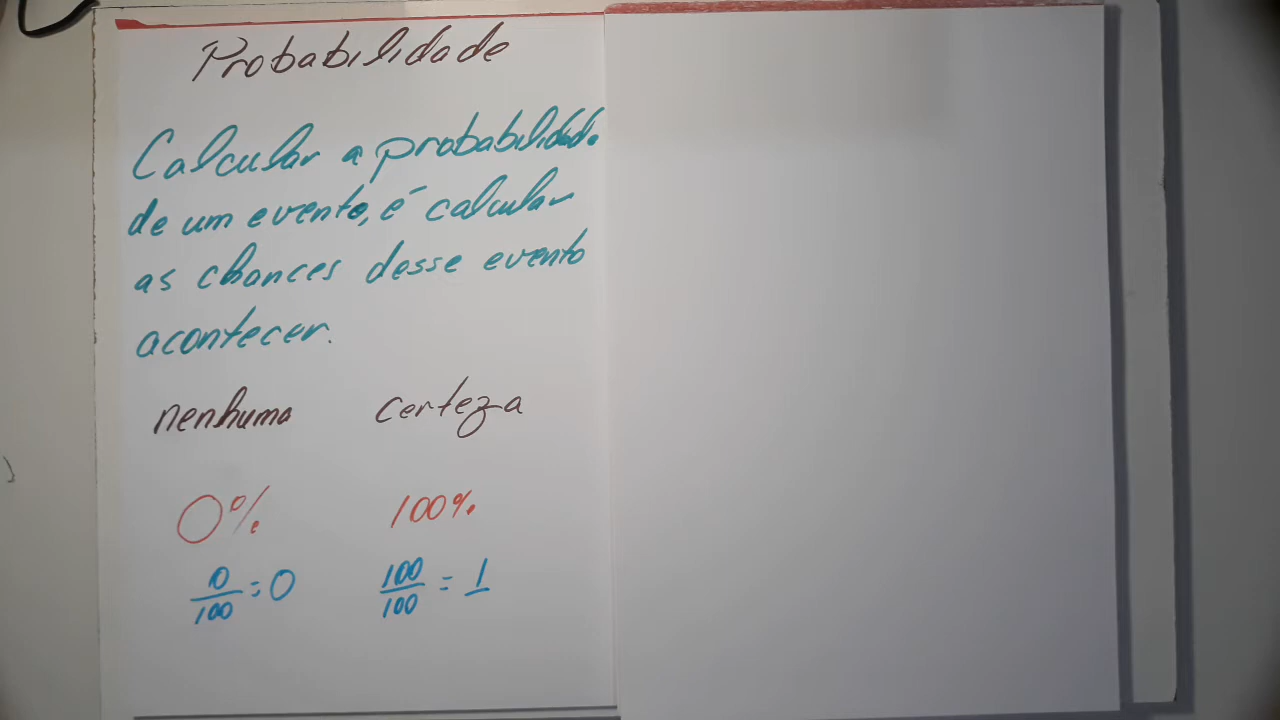 Probabilidade
Calcular a probabilidade
de um evento, é calcular
as chances desse evento
acontecer.
nenhuma certeza
0% 100%
0/100 = 0 100/100 = 1